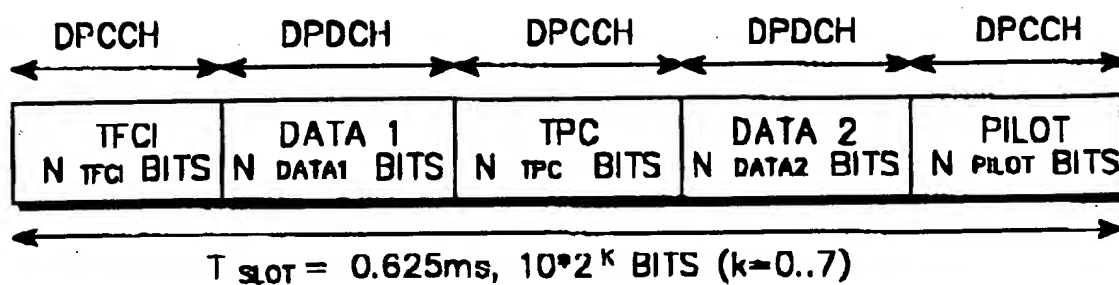 DPCCH DPDCH DPCCH DPDCH DPCCH
TFCI DATA 1 TPC DATA 2 PILOT
N TFCI BITS N DATA1 BITS N TPC BITS N DATA2 BITS N PILOT BITS
T SLOT = 0.625ms, 10*2 K BITS (k=0..7)